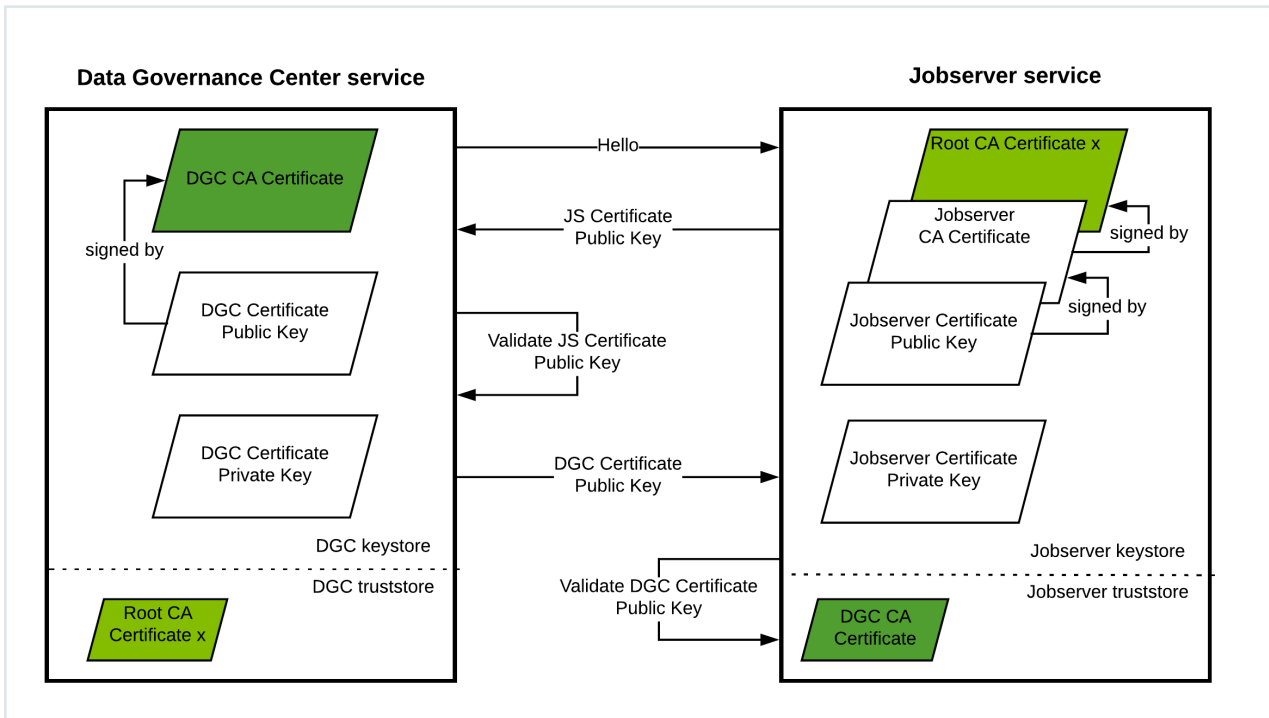 Data Governance Center service
Jobserver service
DGC CA Certificate
signed by
DGC Certificate
Public Key
DGC Certificate
Private Key
DGC keystore
DGC truststore
Root CA
Certificate x
Hello
JS Certificate
Public Key
Validate JS Certificate
Public Key
DGC Certificate
Public Key
Validate DGC Certificate
Public Key
Root CA Certificate x
Jobserver
CA Certificate
signed by
signed by
Jobserver Certificate
Public Key
Jobserver Certificate
Private Key
Jobserver keystore
Jobserver truststore
DGC CA
Certificate